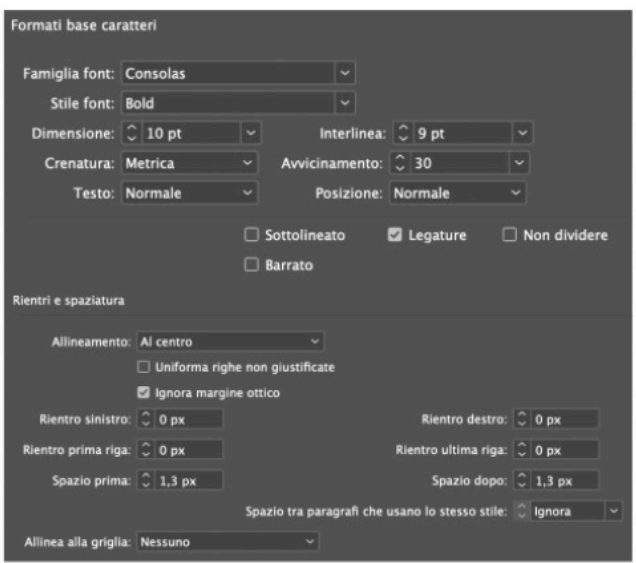 Formati base caratteri
Famiglia font: Consolas
Stile font: Bold
Dimensione: 10 pt Interlinea: 9 pt
Crenatura: Metrica Avvicinamento: 30
Testo: Normale Posizione: Normale
Sottolineato Legature Non dividere
Barrato
Rientri e spaziatura
Allineamento: Al centro
Uniforma righe non giustificate
Ignora margine ottico
Rientro sinistro: 0 px Rientro destro: 0 px
Rientro prima riga: 0 px Rientro ultima riga: 0 px
Spazio prima: 1,3 px Spazio dopo: 1,3 px
Spazio tra paragrafi che usano lo stesso stile: Ignora
Allinea alla griglia: Nessuno